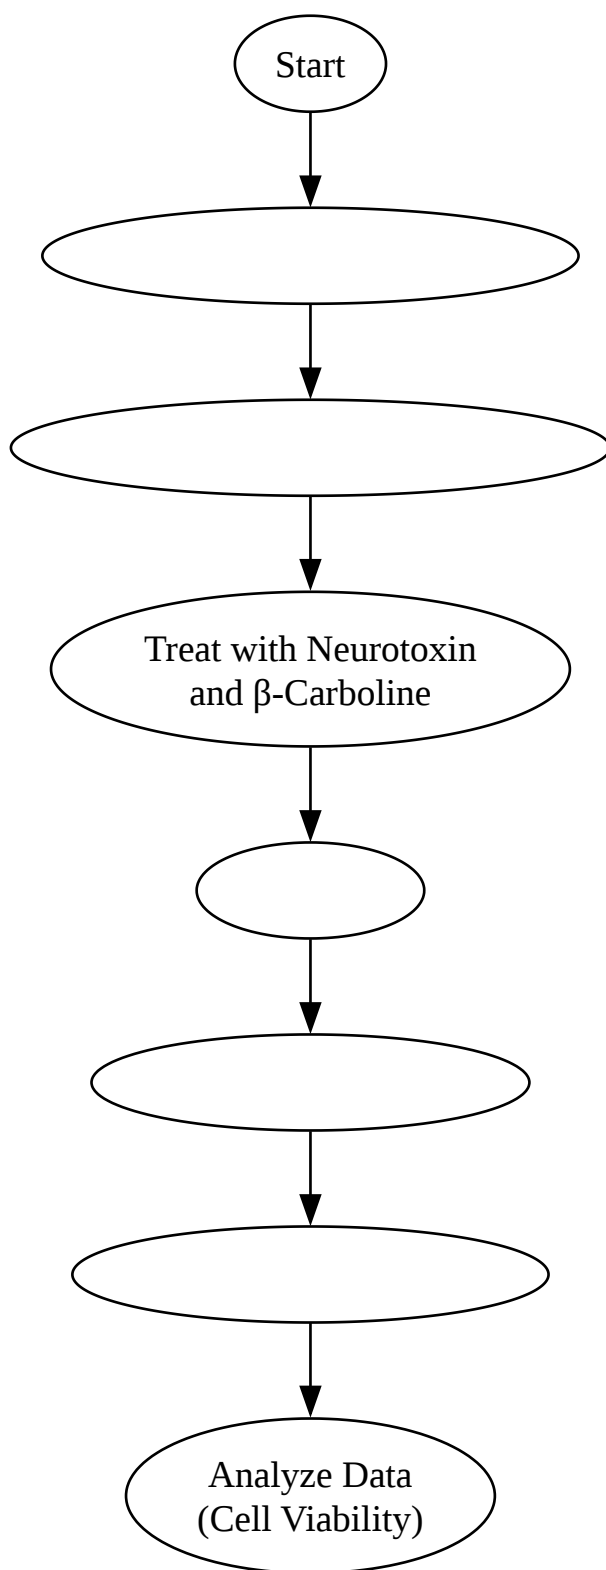 Start
Treat with Neurotoxin
and β-Carboline
Analyze Data
(Cell Viability)